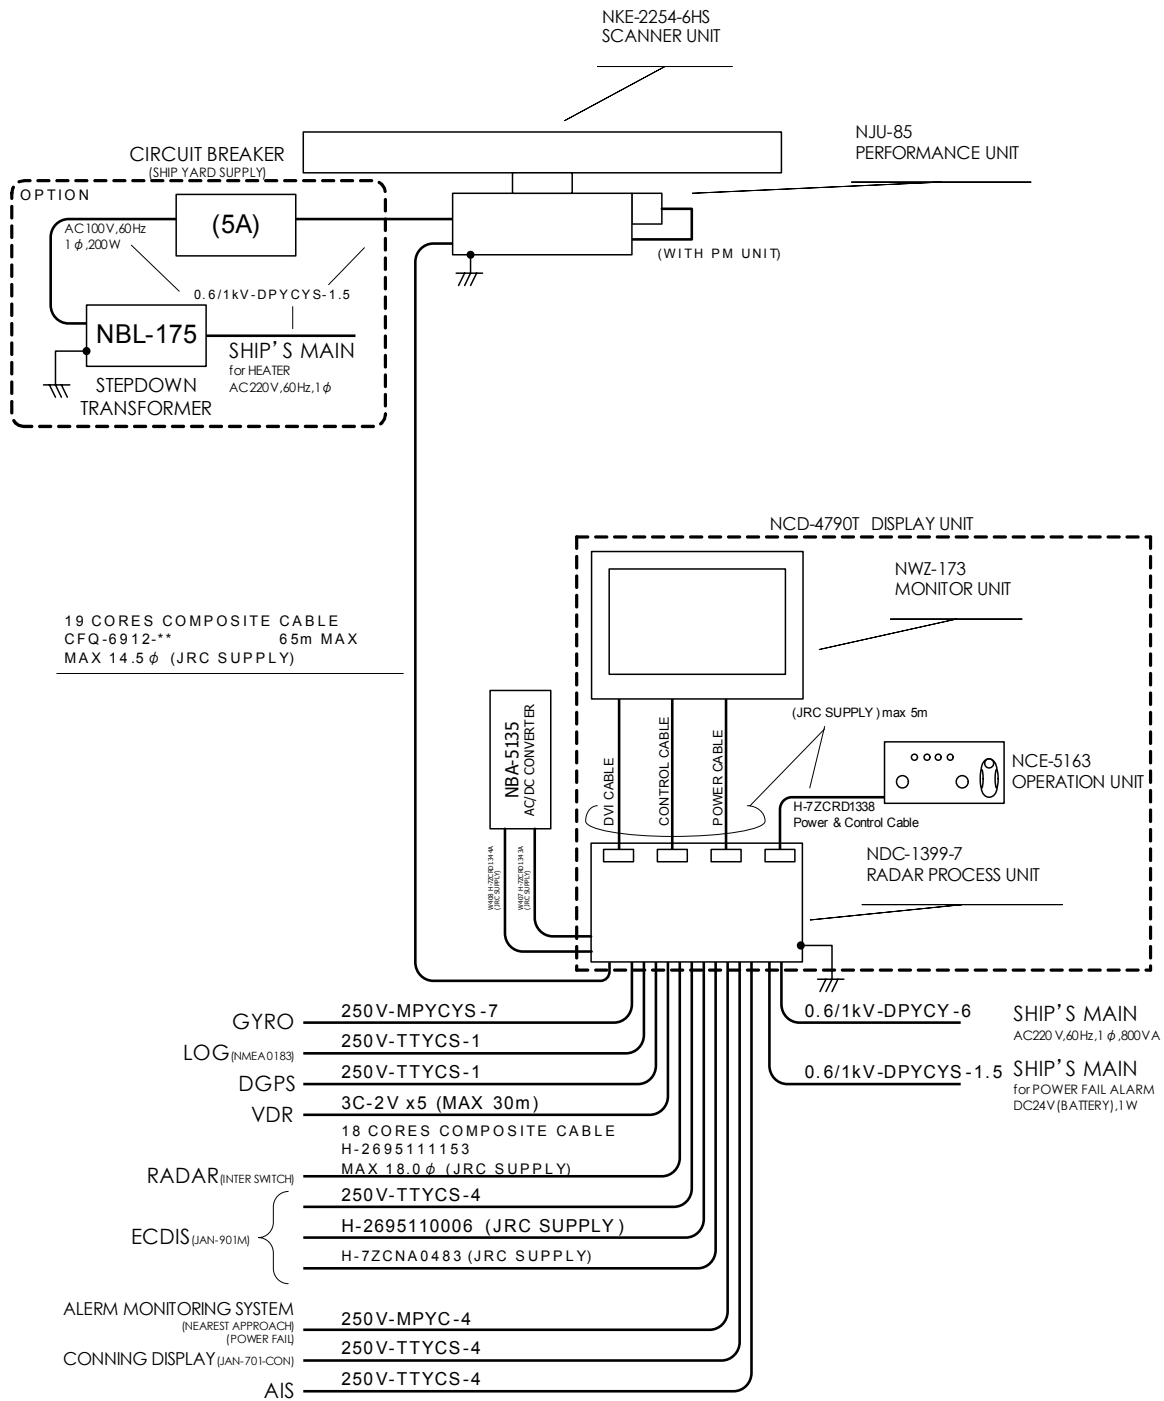 NKE-2254-6HS
SCANNER UNIT
NJU-85
PERFORMANCE UNIT
CIRCUIT BREAKER
(SHIP YARD SUPPLY)
OPTION
AC100V,60Hz
1φ,200W
(5A)
(WITH PM UNIT)
0.6/1kV-DPYCYS-1.5
NBL-175
SHIP'S MAIN
for HEATER
AC220V,60Hz,1φ
STEPDOWN
TRANSFORMER
NCD-4790T DISPLAY UNIT
NWZ-173
MONITOR UNIT
19 CORES COMPOSITE CABLE
CFQ-6912-** 65m MAX
MAX 14.5φ (JRC SUPPLY)
NBA-5135
AC/DC CONVERTER
DVI CABLE
CONTROL CABLE
POWER CABLE
(JRC SUPPLY) max 5m
NCE-5163
OPERATION UNIT
H-7ZCRD1338
Power & Control Cable
W408 H-7ZCRD1344A
(JRC SUPPLY)
W407 H-7ZCRD1343A
(JRC SUPPLY)
NDC-1399-7
RADAR PROCESS UNIT
GYRO 250V-MPYCYS-7
LOG(NMEA0183) 250V-TTYCS-1
DGPS 250V-TTYCS-1
VDR 3C-2V x5 (MAX 30m)
18 CORES COMPOSITE CABLE
H-2695111153
RADAR(INTER SWITCH) MAX 18.0φ (JRC SUPPLY)
250V-TTYCS-4
ECDIS(JAN-901M) H-2695110006 (JRC SUPPLY)
H-7ZCNA0483 (JRC SUPPLY)
ALERM MONITORING SYSTEM
(NEAREST APPROACH)
(POWER FAIL)
250V-MPYC-4
CONNING DISPLAY(JAN-701-CON) 250V-TTYCS-4
AIS 250V-TTYCS-4
0.6/1kV-DPYCY-6 SHIP'S MAIN
AC220V,60Hz,1φ,800VA
0.6/1kV-DPYCYS-1.5 SHIP'S MAIN
for POWER FAIL ALARM
DC24V(BATTERY),1W